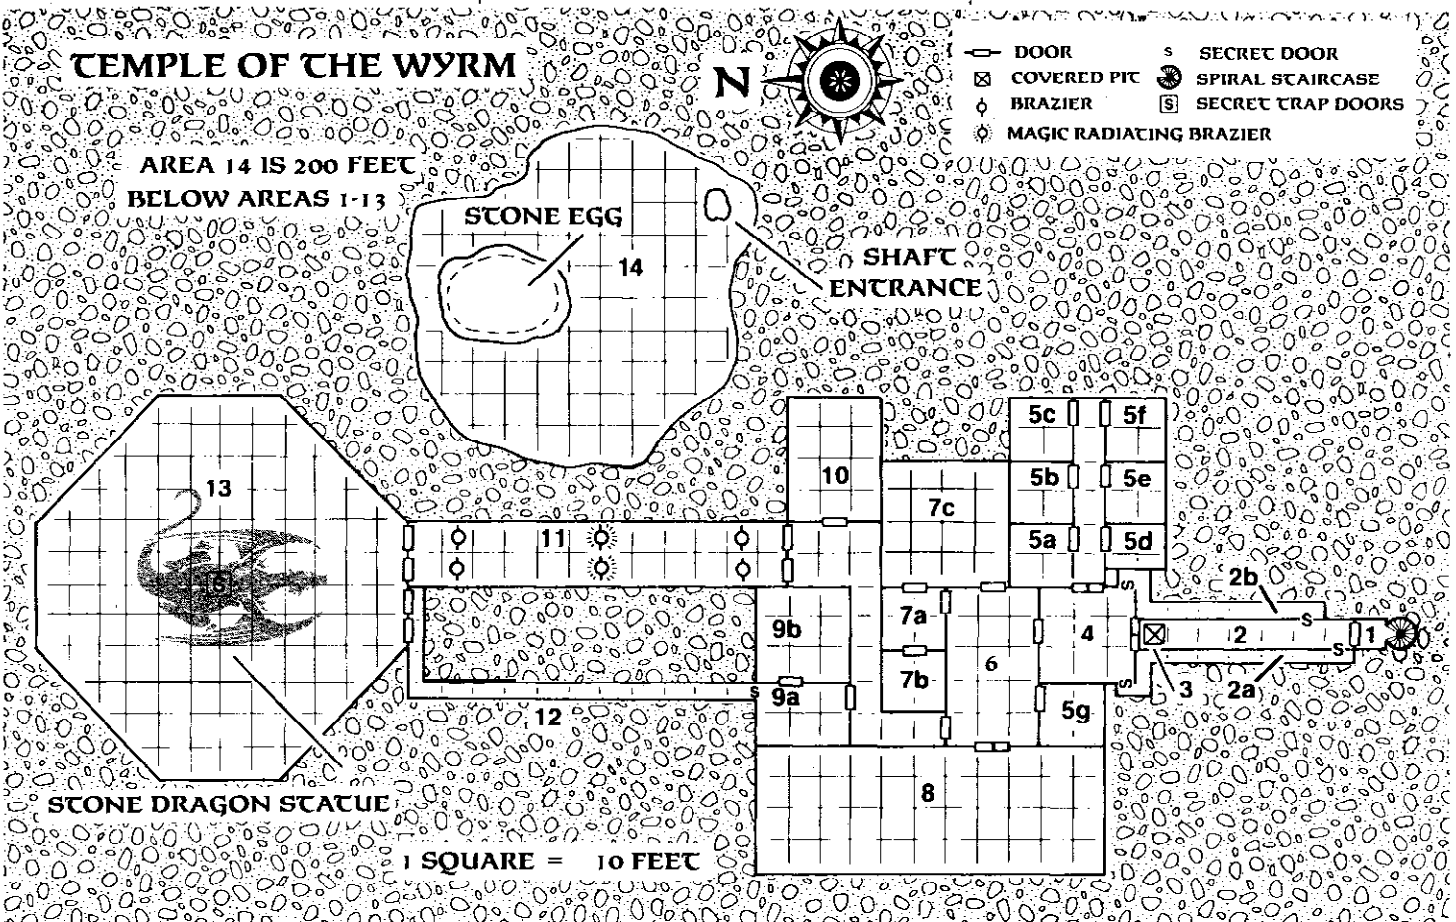 TEMPLE OF THE WYRM
N
DOOR
S SECRET DOOR
COVERED PIT
SPIRAL STAIRCASE
BRAZIER
S SECRET TRAP DOORS
MAGIC RADIATING BRAZIER
AREA 14 IS 200 FEET
BELOW AREAS 1-13
STONE EGG
14
SHAFT
ENTRANCE
5c
5f
10
5b
5e
13
7c
11
5a
5d
S
S
2b
7a
S
9b
4
2
1
6
S
7b
S
S
9a
3
2a
5g
12
8
STONE DRAGON STATUE
1 SQUARE = 10 FEET